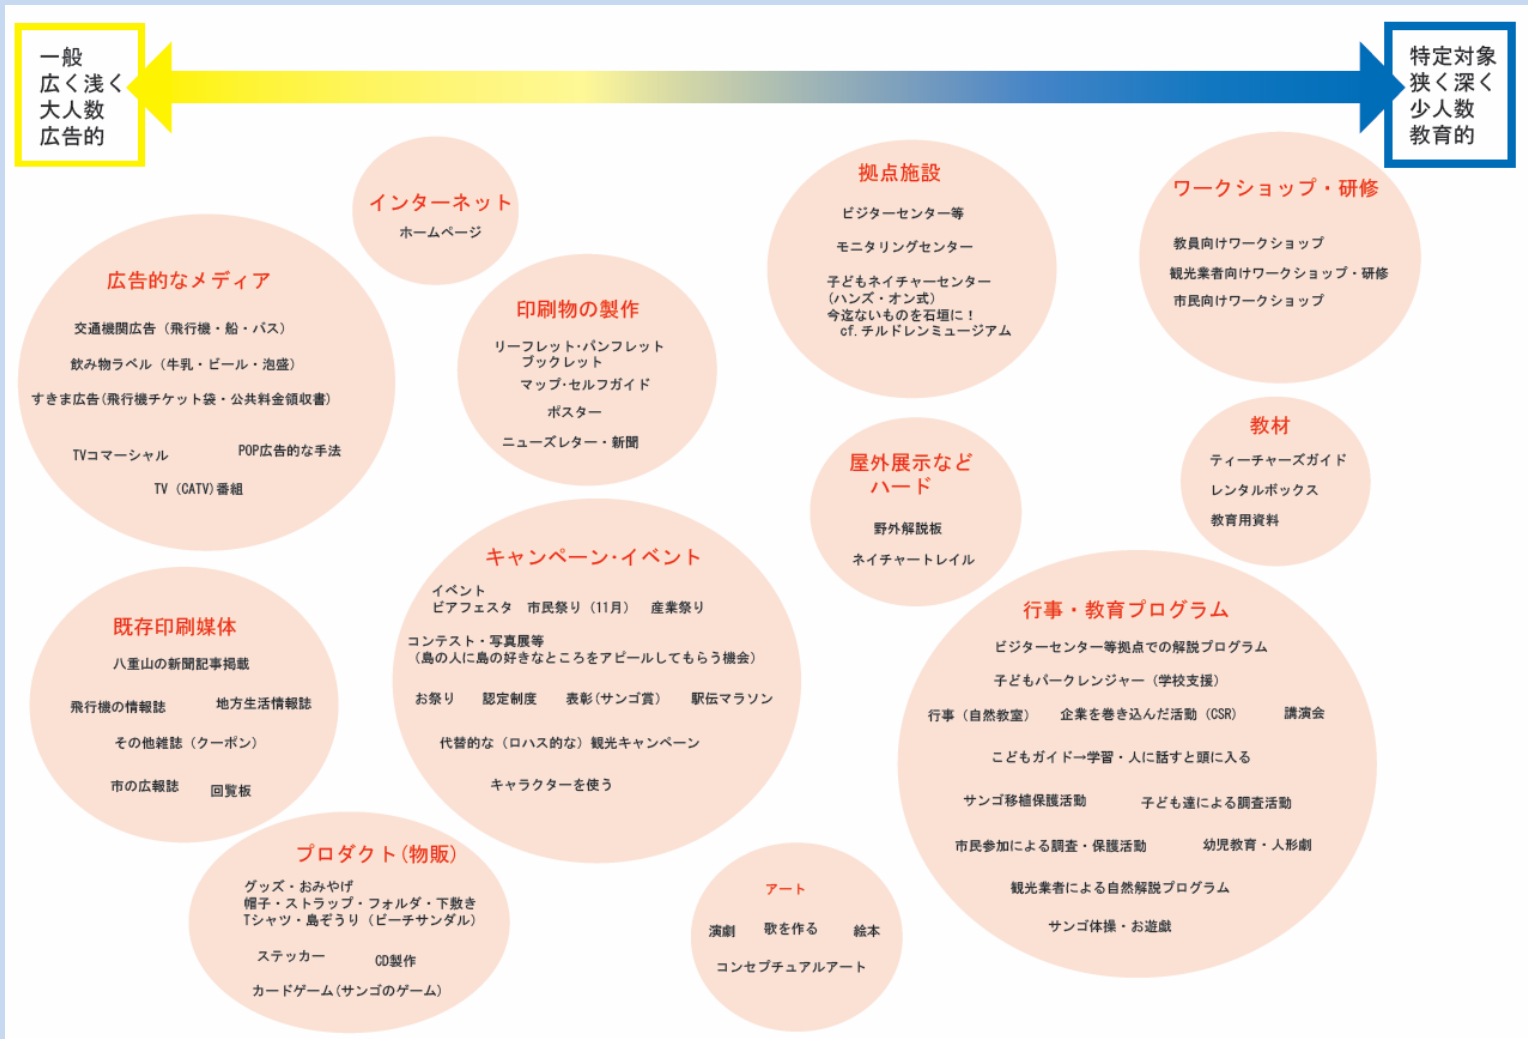 一般
広く浅く
大人数
広告的
特定対象
狭く深く
少人数
教育的
インターネット
ホームページ
広告的なメディア
交通機関広告（飛行機・船・バス）
飲み物ラベル（牛乳・ビール・泡盛）
すきま広告(飛行機チケット袋・公共料金領収書)
TVコマーシャル
POP広告的な手法
TV（CATV)番組
印刷物の製作
リーフレット・パンフレット
ブックレット
マップ・セルフガイド
ポスター
ニューズレター・新聞
拠点施設
ビジターセンター等
モニタリングセンター
子どもネイチャーセンター
(ハンズ・オン式)
今迄ないものを石垣に！
cf.チルドレンミュージアム
ワークショップ・研修
教員向けワークショップ
観光業者向けワークショップ・研修
市民向けワークショップ
教材
ティーチャーズガイド
レンタルボックス
教育用資料
屋外展示など
ハード
野外解説板
ネイチャートレイル
キャンペーン・イベント
イベント
ビアフェスタ　市民祭り（11月）　産業祭り
コンテスト・写真展等
（島の人に島の好きなところをアピールしてもらう機会）
お祭り　認定制度　表彰(サンゴ賞)　駅伝マラソン
代替的な（ロハス的な）観光キャンペーン
キャラクターを使う
既存印刷媒体
八重山の新聞記事掲載
飛行機の情報誌
地方生活情報誌
その他雑誌（クーポン）
市の広報誌
回覧板
行事・教育プログラム
ビジターセンター等拠点での解説プログラム
子どもパークレンジャー（学校支援）
行事（自然教室）　企業を巻き込んだ活動（CSR）　講演会
こどもガイド→学習・人に話すと頭に入る
サンゴ移植保護活動
子ども達による調査活動
市民参加による調査・保護活動
幼児教育・人形劇
観光業者による自然解説プログラム
サンゴ体操・お遊戯
プロダクト(物販)
グッズ・おみやげ
帽子・ストラップ・フォルダ・下敷き
Tシャツ・島ぞうり（ビーチサンダル）
ステッカー
CD製作
カードゲーム(サンゴのゲーム)
アート
演劇　歌を作る　絵本
コンセプチュアルアート